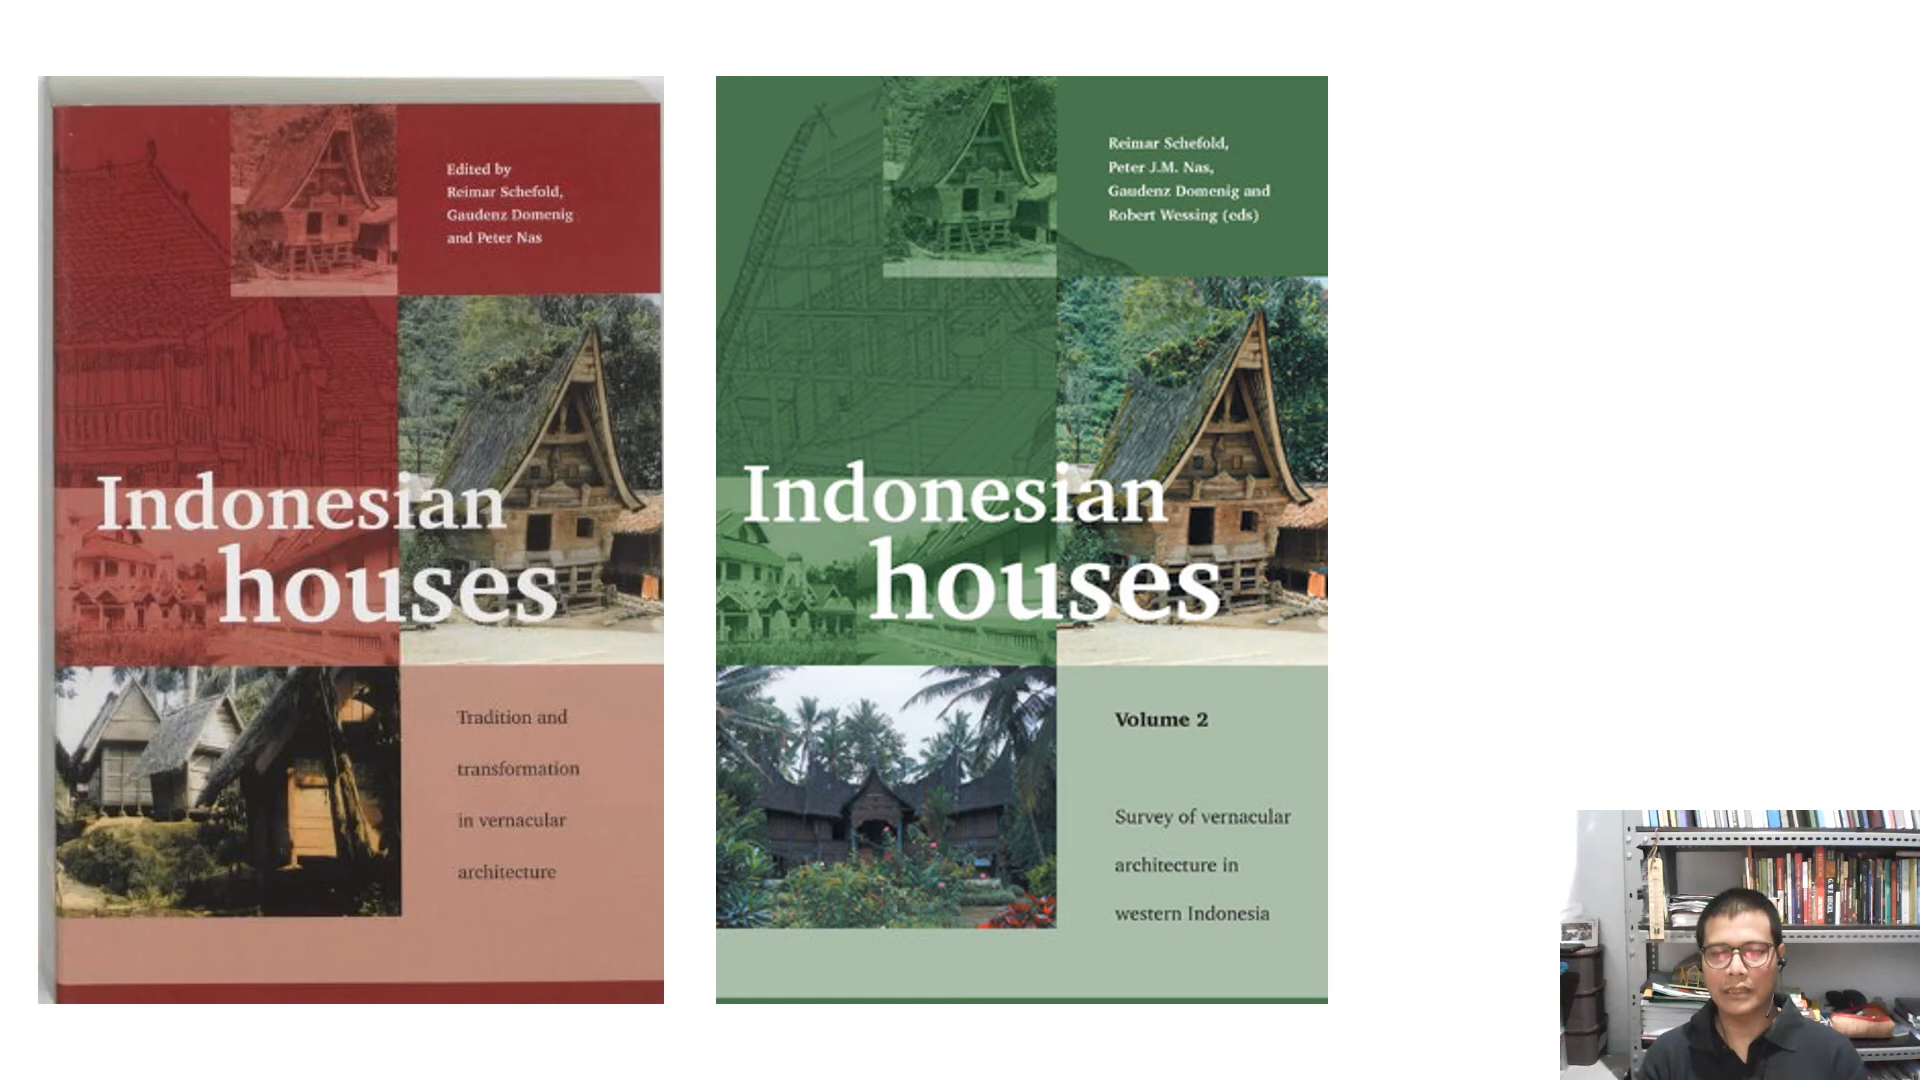 Edited by
Reimar Schefold,
Gaudenz Domenig
and Peter Nas
Indonesian
houses
Tradition and
transformation
in vernacular
architecture
Reimar Schefold,
Peter J.M. Nas,
Gaudenz Domenig and
Robert Wessing (eds)
Indonesian
houses
Volume 2
Survey of vernacular
architecture in
western Indonesia